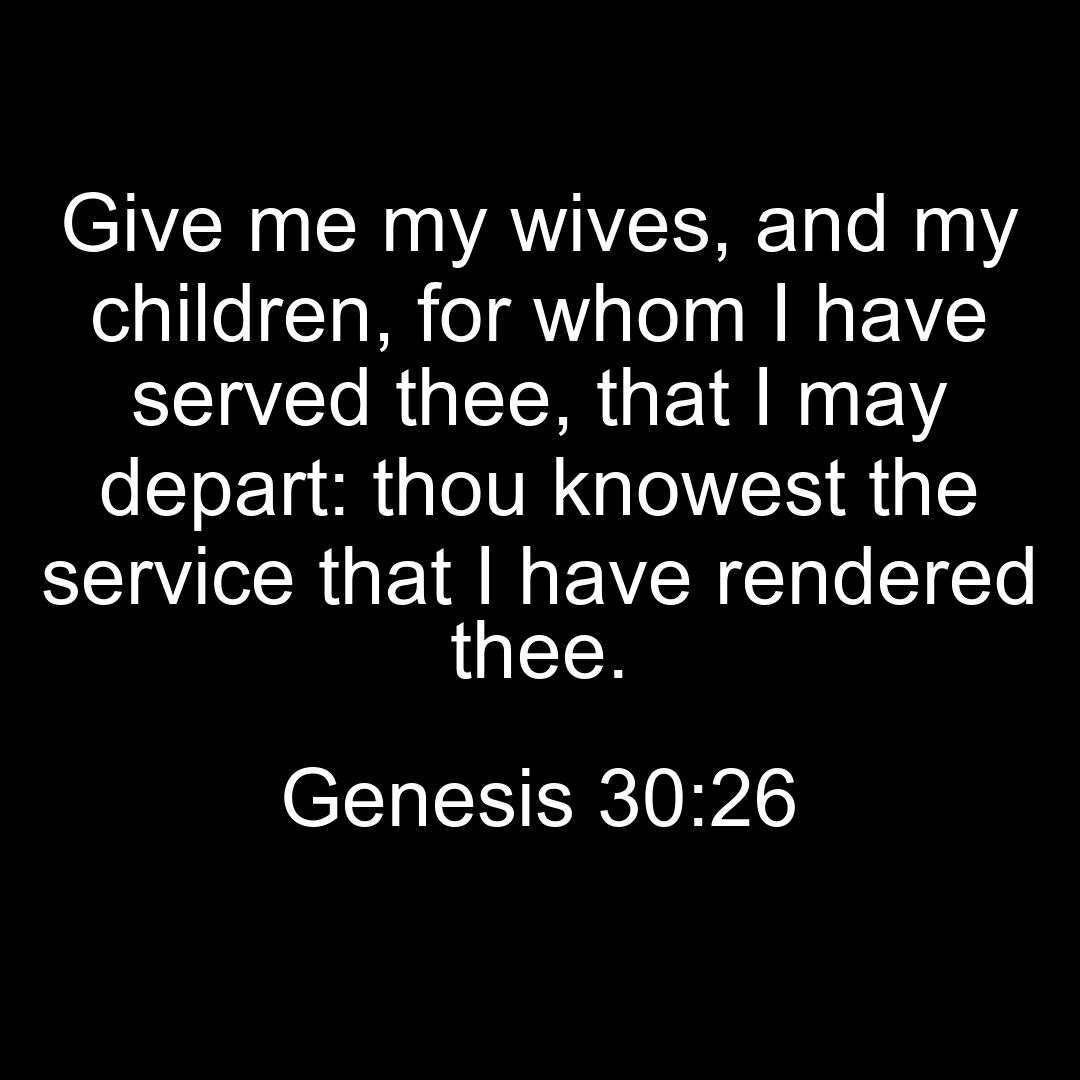 Give me my wives, and my
children, for whom I have
served thee, that I may
depart: thou knowest the
service that I have rendered
thee.
Genesis 30:26